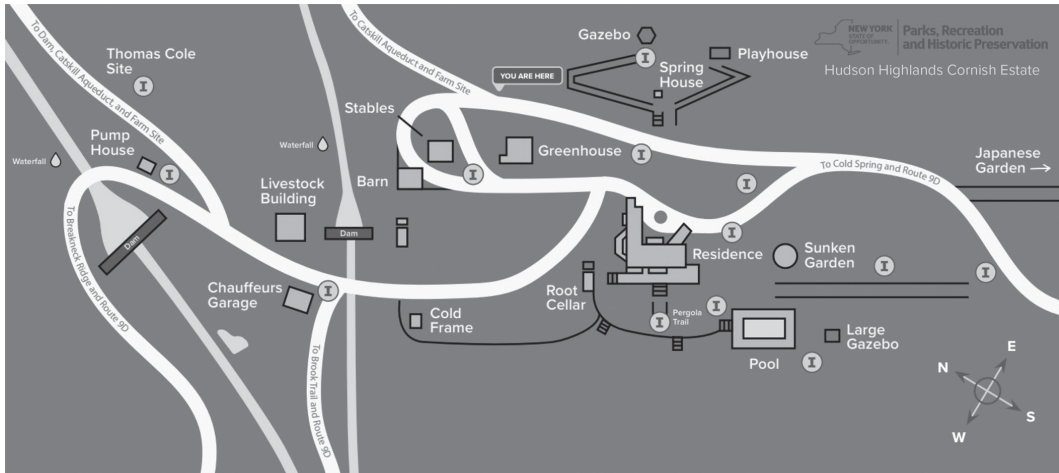 NEW YORK
STATE OF
OPPORTUNITY
Parks, Recreation
and Historic Preservation
Hudson Highlands Cornish Estate
To Dam, Catskill Aqueduct, and Farm Site
To Catskill Aqueduct and Farm Site
Thomas Cole
Site
I
Gazebo
I
Playhouse
Spring
House
YOU ARE HERE
Stables
Pump
House
I
Waterfall
Waterfall
Greenhouse
I
Barn
I
I
To Cold Spring and Route 9D
Japanese
Garden →
Livestock
Building
Dam
Dam
To Breakneck Ridge and Route 9D
I
Residence
Sunken
Garden
I
I
Chauffeurs
Garage
I
Root
Cellar
Cold
Frame
Pergola
Trail
I
I
Large
Gazebo
Pool
I
To Brook Trail and Route 9D
N
E
S
W